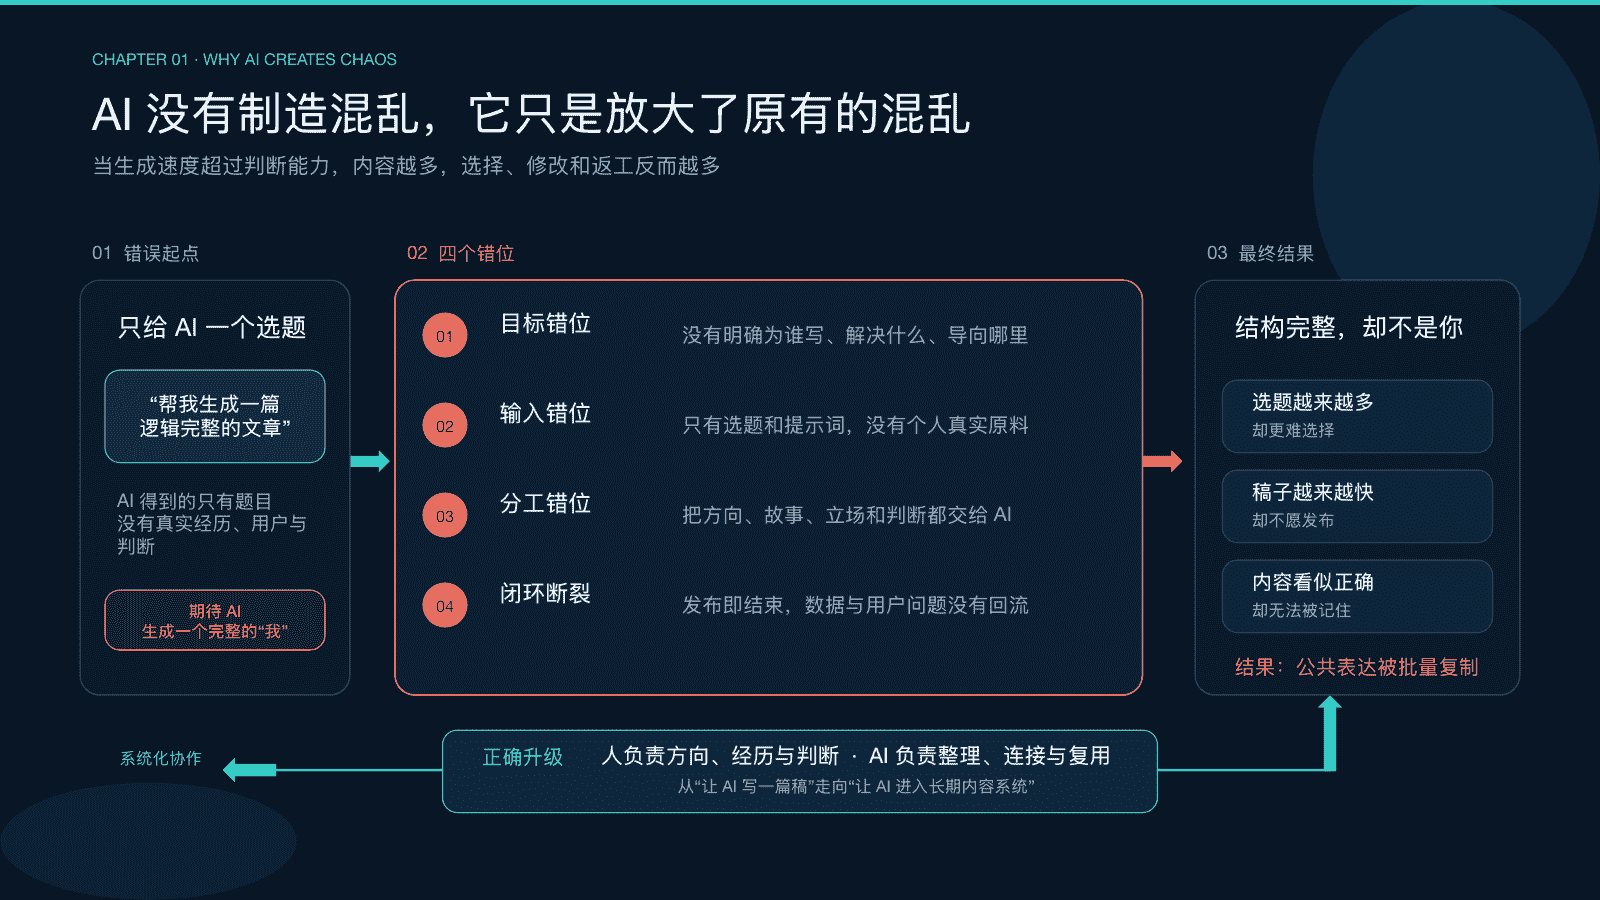 CHAPTER 01 · WHY AI CREATES CHAOS
AI 没有制造混乱，它只是放大了原有的混乱
当生成速度超过判断能力，内容越多，选择、修改和返工反而越多
01 错误起点
只给 AI 一个选题
“帮我生成一篇
逻辑完整的文章”
AI 得到的只有题目
没有真实经历、用户与
判断
期待 AI
生成一个完整的“我”
02 四个错位
01 目标错位 没有明确为谁写、解决什么、导向哪里
02 输入错位 只有选题和提示词，没有个人真实原料
03 分工错位 把方向、故事、立场和判断都交给 AI
04 闭环断裂 发布即结束，数据与用户问题没有回流
03 最终结果
结构完整，却不是你
选题越来越多
却更难选择
稿子越来越快
却不愿发布
内容看似正确
却无法被记住
结果：公共表达被批量复制
系统化协作
正确升级 人负责方向、经历与判断 · AI 负责整理、连接与复用
从“让 AI 写一篇稿”走向“让 AI 进入长期内容系统”